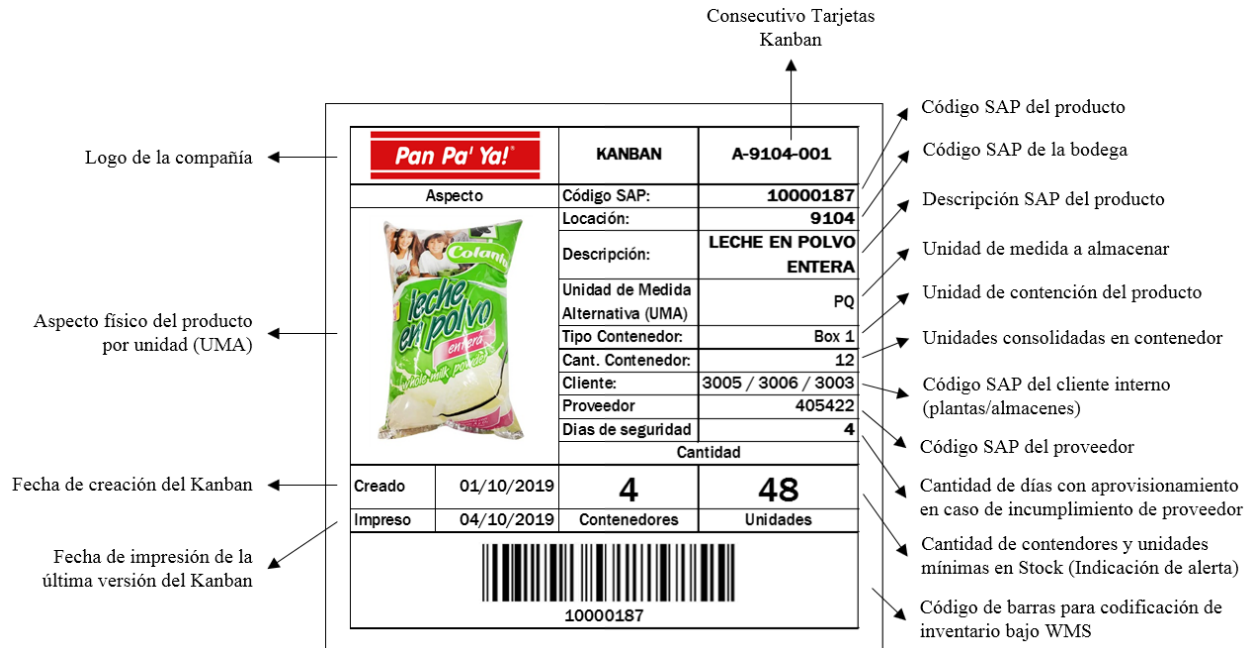 Consecutivo Tarjetas
Kanban
Logo de la compañía
Pan Pa' Ya!
KANBAN
A-9104-001
Código SAP del producto
Código SAP de la bodega
Aspecto
Código SAP:
10000187
Locación:
9104
Descripción SAP del producto
Descripción:
LECHE EN POLVO
ENTERA
Unidad de medida a almacenar
Colanta
leche
en polvo
entera
whole milk powder
Unidad de Medida
Alternativa (UMA)
PQ
Unidad de contención del producto
Aspecto físico del producto
por unidad (UMA)
Tipo Contenedor:
Box 1
Unidades consolidadas en contenedor
Cant. Contenedor:
12
Cliente:
3005 / 3006 / 3003
Código SAP del cliente interno
(plantas/almacenes)
Proveedor
405422
Código SAP del proveedor
Dias de seguridad
4
Cantidad
Fecha de creación del Kanban
Creado
01/10/2019
4
48
Cantidad de días con aprovisionamiento
en caso de incumplimiento de proveedor
Impreso
04/10/2019
Contenedores
Unidades
Fecha de impresión de la
última versión del Kanban
Cantidad de contendores y unidades
mínimas en Stock (Indicación de alerta)
10000187
Código de barras para codificación de
inventario bajo WMS